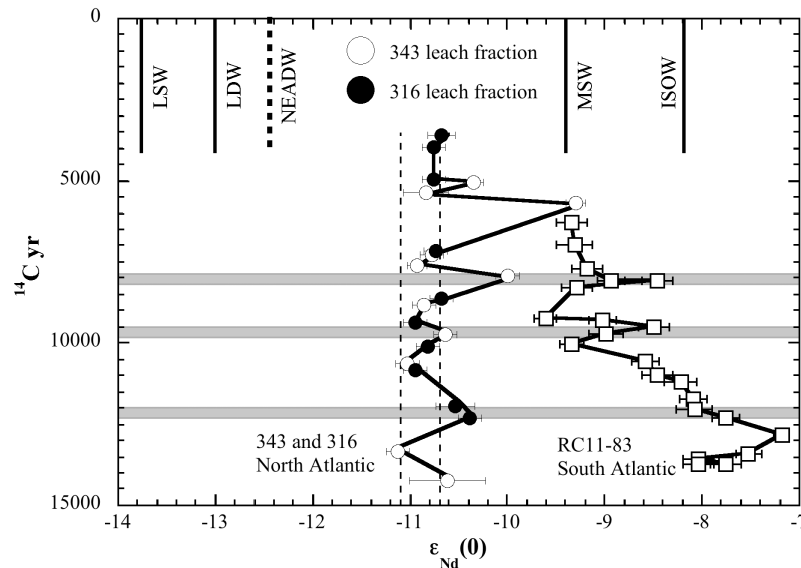 0
5000
10000
15000
¹⁴C yr
LSW
LDW
NEADW
343 leach fraction
316 leach fraction
MSW
ISOW
343 and 316
North Atlantic
RC11-83
South Atlantic
-14
-13
-12
-11
-10
-9
-8
-7
εNd(0)